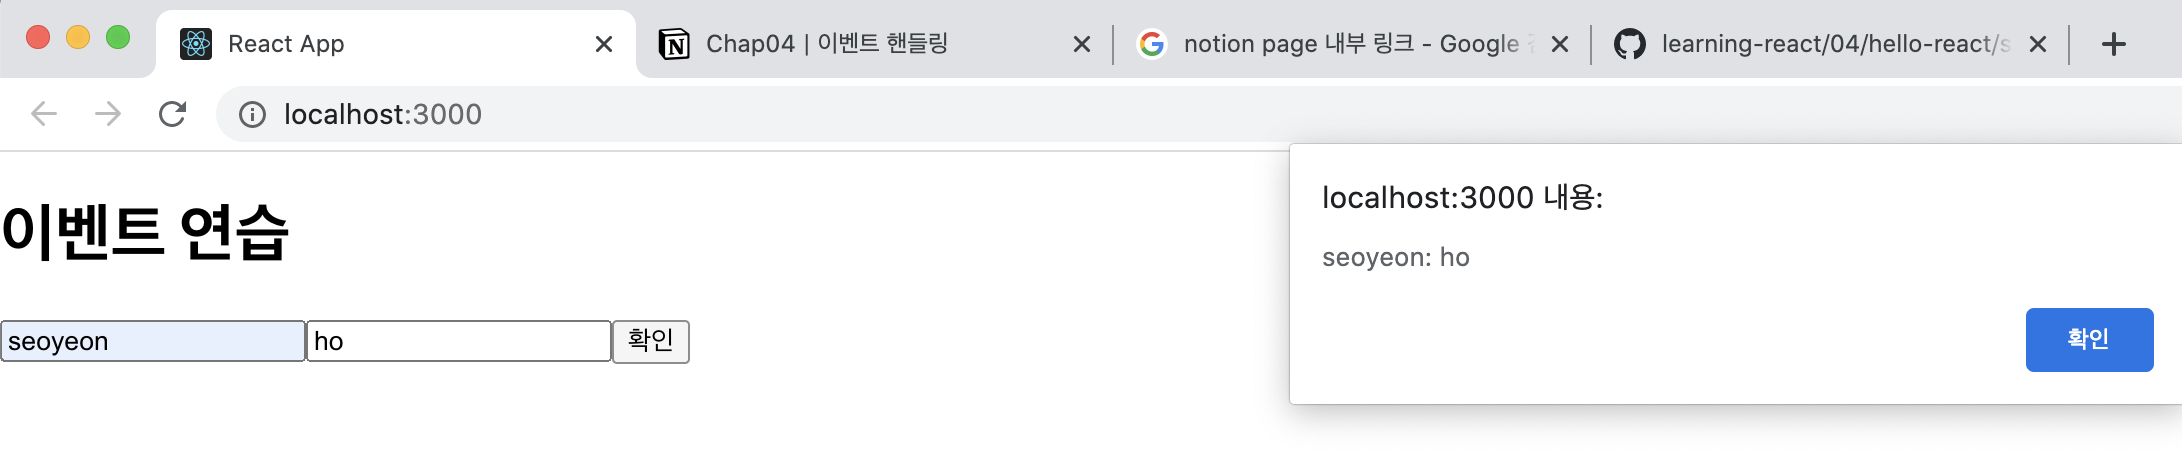 React App
Chap04 | 이벤트 핸들링
notion page 내부 링크 - Google
learning-react/04/hello-react/s
localhost:3000
localhost:3000 내용:
seoyeon: ho
확인
이벤트 연습
seoyeon
ho
확인